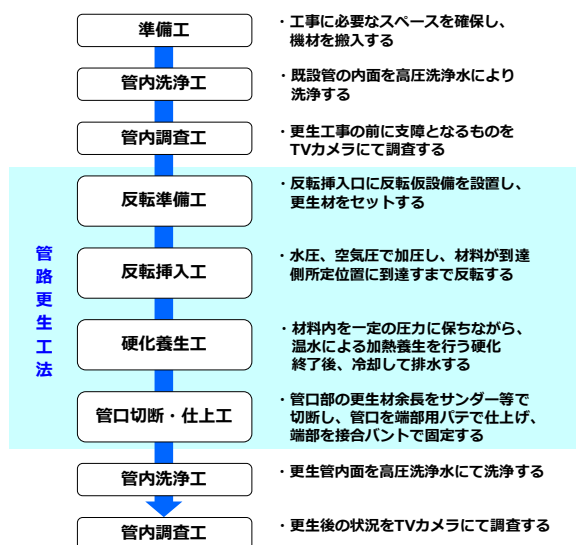 準備工
・工事に必要なスペースを確保し、
機材を搬入する
管内洗浄工
・既設管の内面を高圧洗浄水により
洗浄する
管内調査工
・更生工事の前に支障となるものを
TVカメラにて調査する
管路更生工法
反転準備工
・反転挿入口に反転仮設備を設置し、
更生材をセットする
反転挿入工
・水圧、空気圧で加圧し、材料が到達
側所定位置に到達すまで反転する
硬化養生工
・材料内を一定の圧力に保ちながら、
温水による加熱養生を行う硬化
終了後、冷却して排水する
管口切断・仕上工
・管口部の更生材余長をサンダー等で
切断し、管口を端部用パテで仕上げ、
端部を接合バントで固定する
管内洗浄工
・更生管内面を高圧洗浄水にて洗浄する
管内調査工
・更生後の状況をTVカメラにて調査する